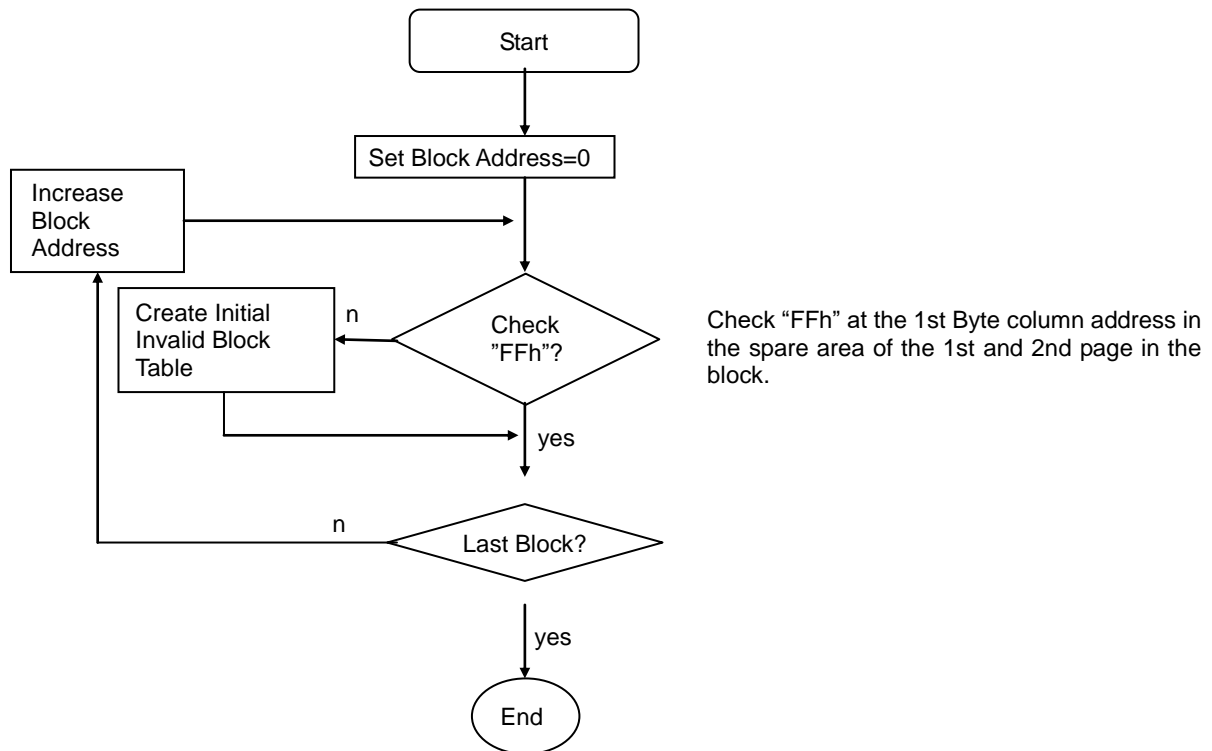 Start
Set Block Address=0
Increase
Block
Address
Create Initial
Invalid Block
Table
n
Check
”FFh”?
Check “FFh” at the 1st Byte column address in
the spare area of the 1st and 2nd page in the
block.
yes
n
Last Block?
yes
End